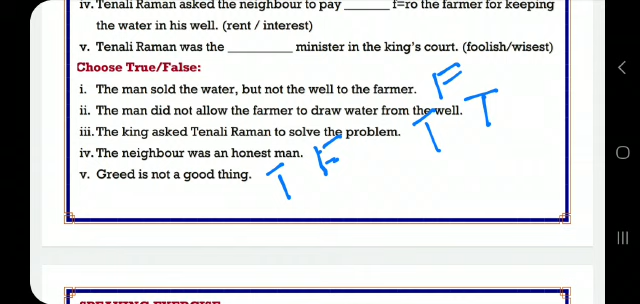 iv. Tenali Raman asked the neighbour to pay ________ f=ro the farmer for keeping
the water in his well. (rent / interest)
v. Tenali Raman was the __________ minister in the king's court. (foolish/wisest)
Choose True/False:
i. The man sold the water, but not the well to the farmer. F
ii. The man did not allow the farmer to draw water from the well. T
iii. The king asked Tenali Raman to solve the problem. T
iv. The neighbour was an honest man. F
v. Greed is not a good thing. T
SPEAKING EXERCISE